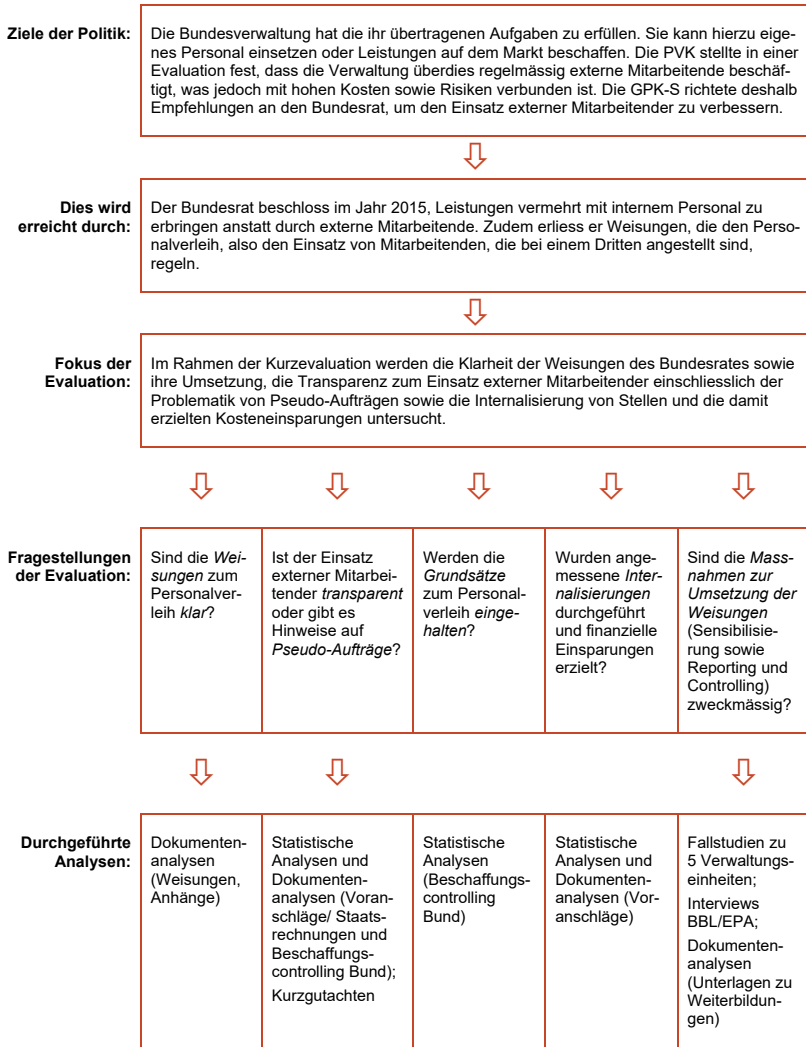 Ziele der Politik:
Die Bundesverwaltung hat die ihr übertragenen Aufgaben zu erfüllen. Sie kann hierzu eige-
nes Personal einsetzen oder Leistungen auf dem Markt beschaffen. Die PVK stellte in einer
Evaluation fest, dass die Verwaltung überdies regelmässig externe Mitarbeitende beschäf-
tigt, was jedoch mit hohen Kosten sowie Risiken verbunden ist. Die GPK-S richtete deshalb
Empfehlungen an den Bundesrat, um den Einsatz externer Mitarbeitender zu verbessern.
Dies wird
erreicht durch:
Der Bundesrat beschloss im Jahr 2015, Leistungen vermehrt mit internem Personal zu
erbringen anstatt durch externe Mitarbeitende. Zudem erliess er Weisungen, die den Perso-
nalverleih, also den Einsatz von Mitarbeitenden, die bei einem Dritten angestellt sind,
regeln.
Fokus der
Evaluation:
Im Rahmen der Kurzevaluation werden die Klarheit der Weisungen des Bundesrates sowie
ihre Umsetzung, die Transparenz zum Einsatz externer Mitarbeitender einschliesslich der
Problematik von Pseudo-Aufträgen sowie die Internalisierung von Stellen und die damit
erzielten Kosteneinsparungen untersucht.
Fragestellungen
der Evaluation:
Sind die Wei-
sungen zum
Personalver-
leih klar?
Ist der Einsatz
externer Mitarbei-
tender transparent
oder gibt es
Hinweise auf
Pseudo-Aufträge?
Werden die
Grundsätze
zum Personal-
verleih einge-
halten?
Wurden ange-
messene Inter-
nalisierungen
durchgeführt
und finanzielle
Einsparungen
erzielt?
Sind die Mass-
nahmen zur
Umsetzung der
Weisungen
(Sensibilisie-
rung sowie
Reporting und
Controlling)
zweckmässig?
Durchgeführte
Analysen:
Dokumenten-
analysen
(Weisungen,
Anhänge)
Statistische
Analysen und
Dokumenten-
analysen (Voran-
schläge/ Staats-
rechnungen und
Beschaffungs-
controlling Bund);
Kurzgutachten
Statistische
Analysen
(Beschaffungs-
controlling
Bund)
Statistische
Analysen und
Dokumenten-
analysen (Vor-
anschläge)
Fallstudien zu
5 Verwaltungs-
einheiten;
Interviews
BBL/EPA;
Dokumenten-
analysen
(Unterlagen zu
Weiterbildun-
gen)